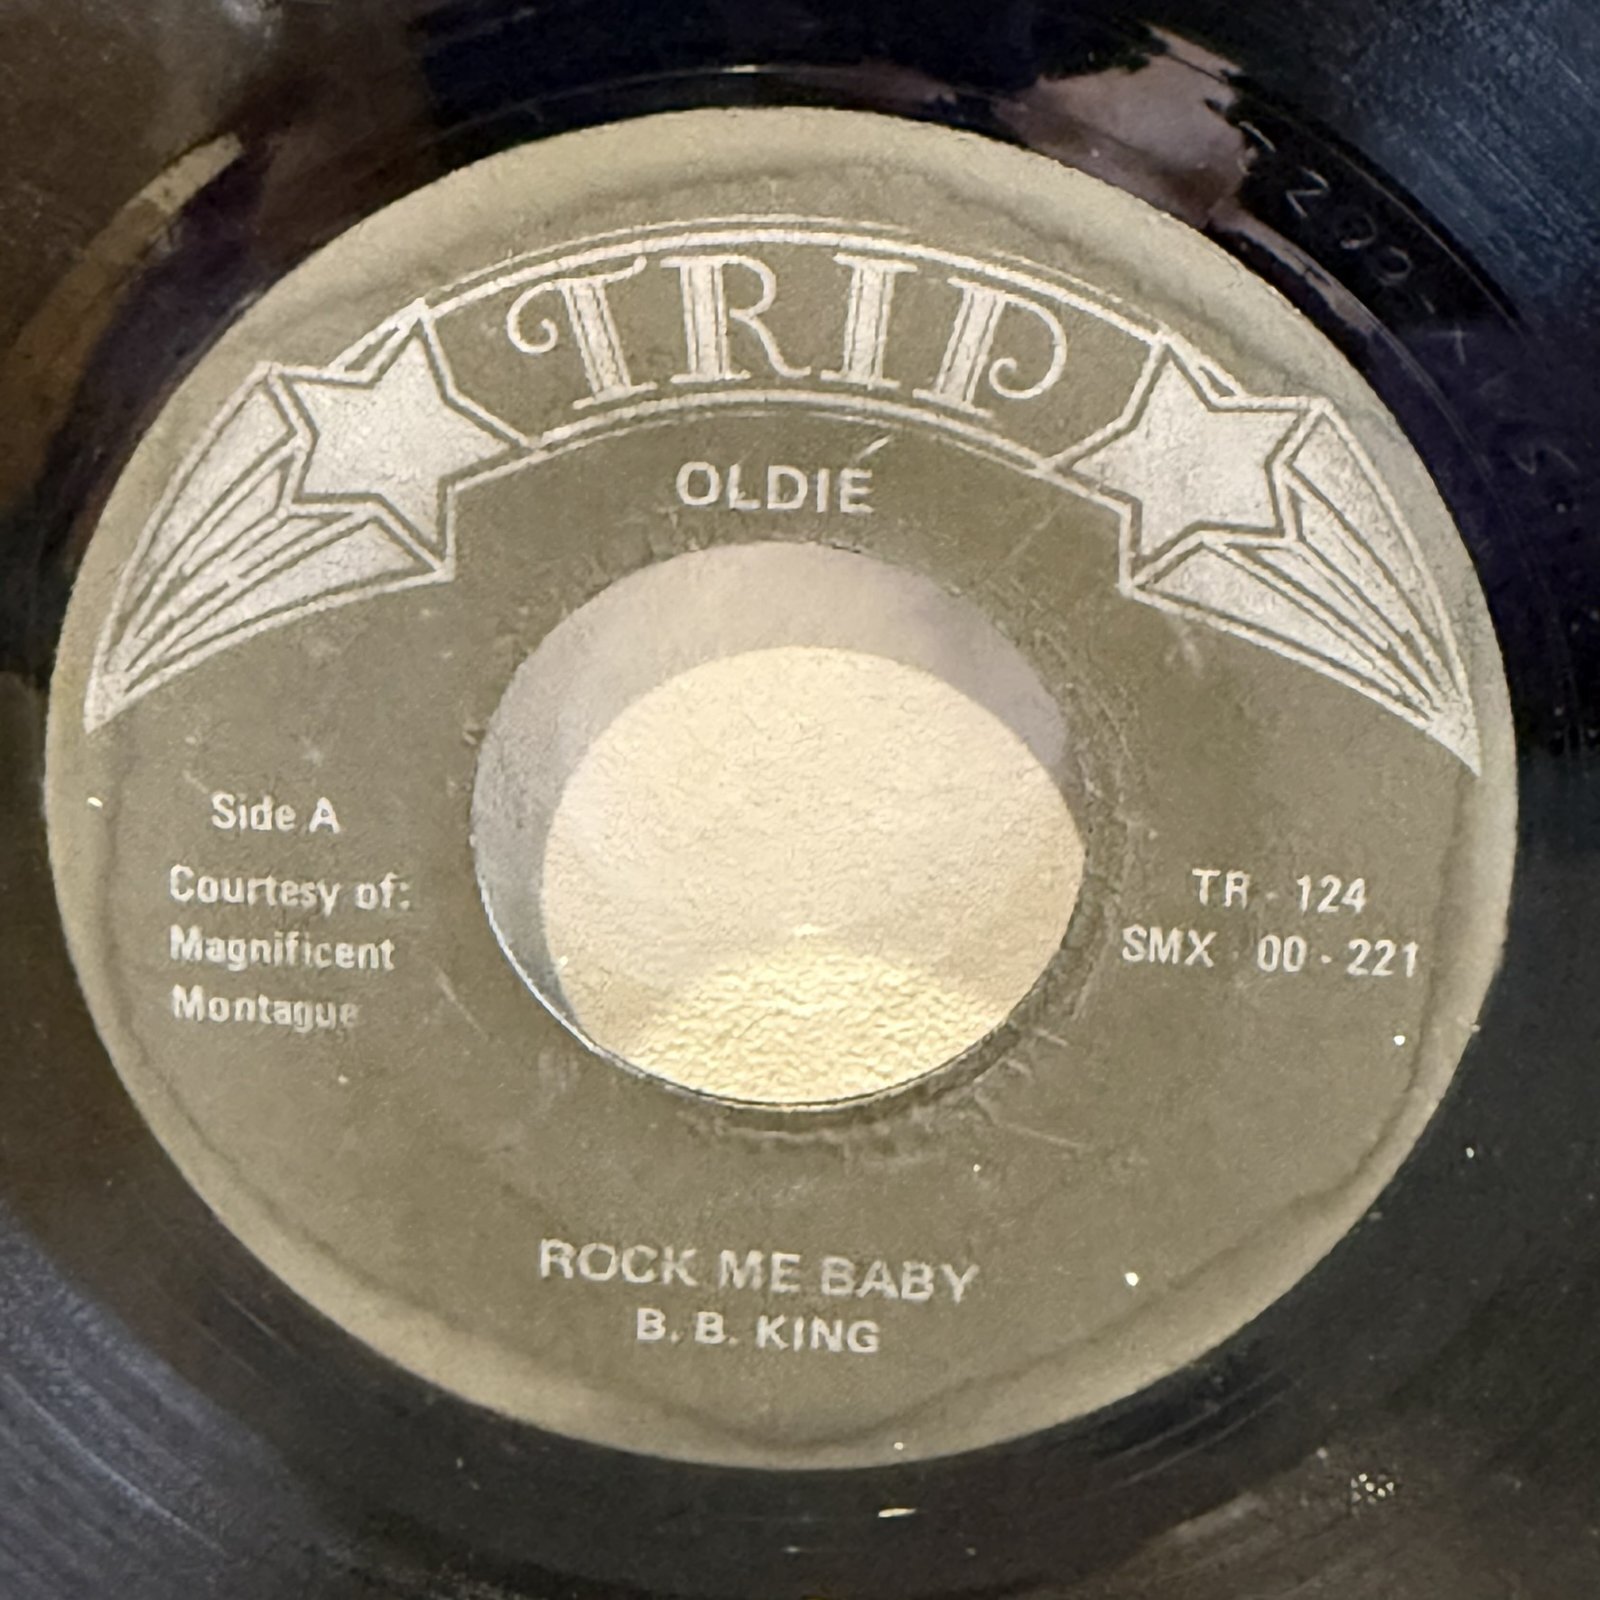 TRIP
OLDIE
Side A
Courtesy of:
Magnificent
Montague
TR - 124
SMX - 00 - 221
ROCK ME BABY
B. B. KING